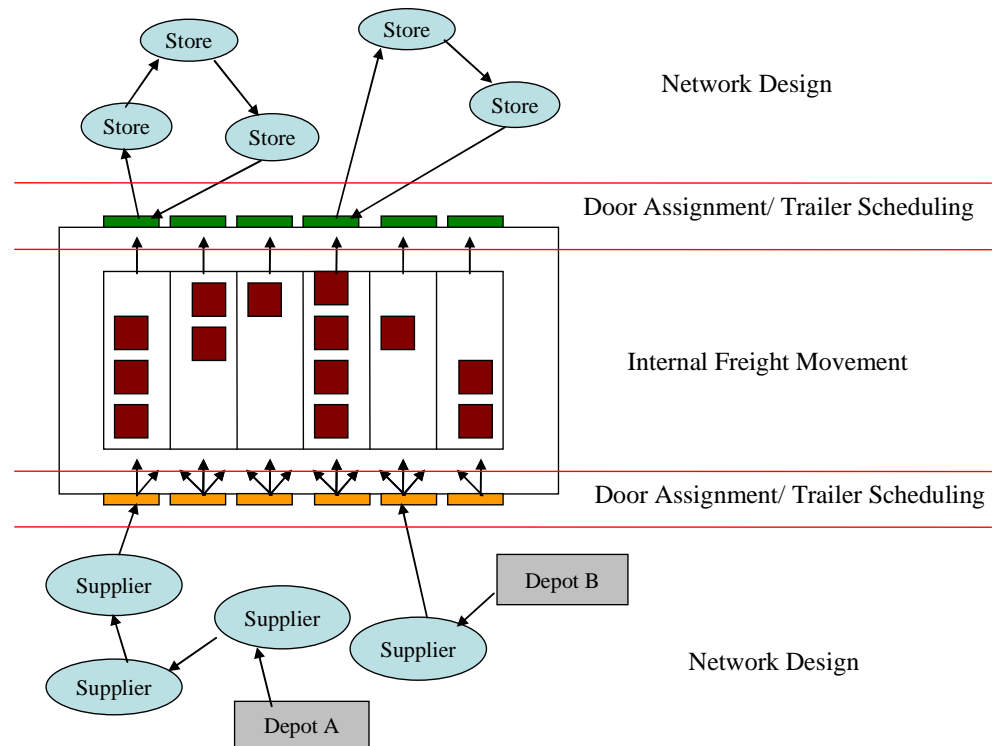 Store
Store
Store
Store
Store
Network Design
Door Assignment/ Trailer Scheduling
Internal Freight Movement
Door Assignment/ Trailer Scheduling
Supplier
Supplier
Supplier
Supplier
Depot A
Depot B
Network Design